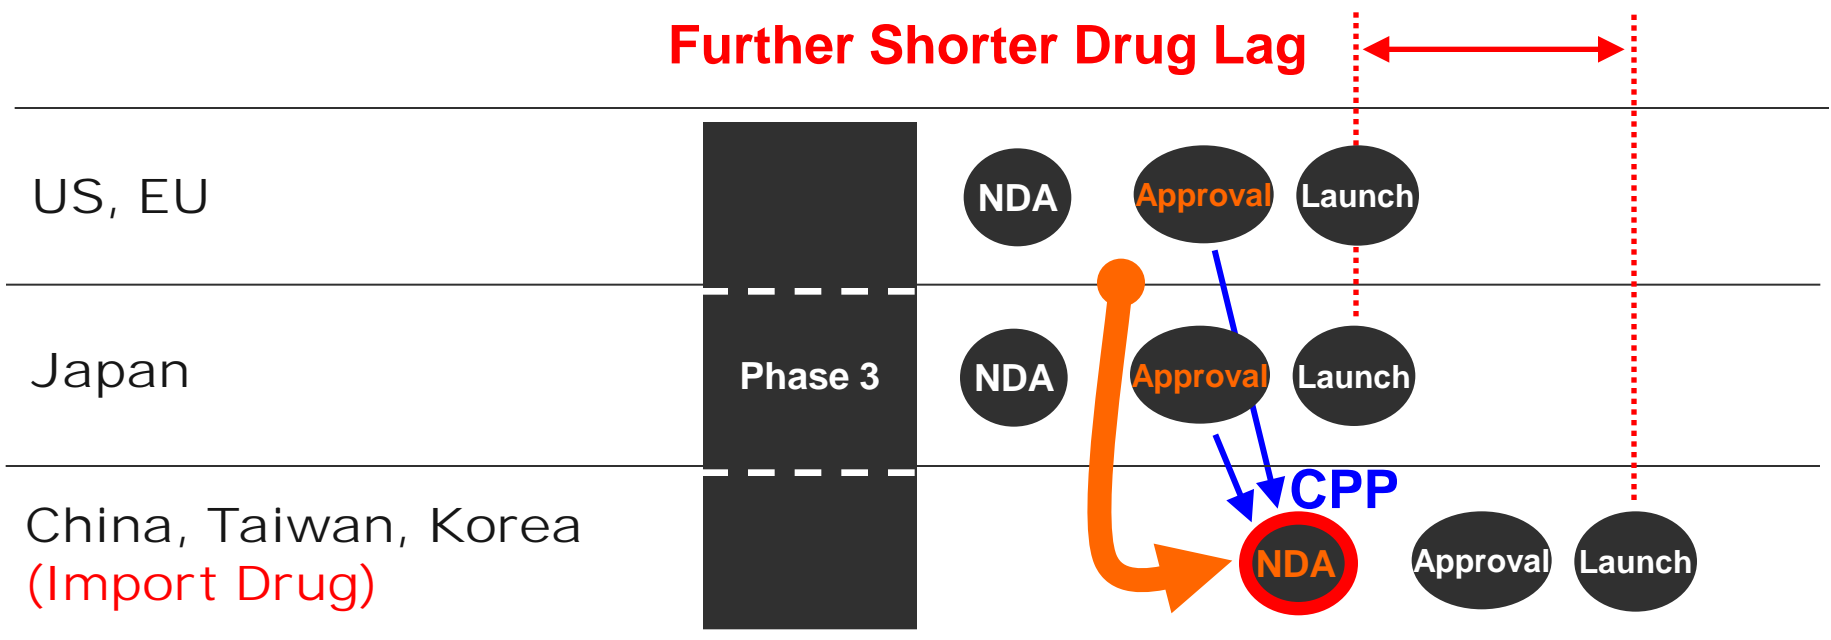 Further Shorter Drug Lag
US, EU
NDA
Approval
Launch
Japan
Phase 3
NDA
Approval
Launch
CPP
China, Taiwan, Korea
(Import Drug)
NDA
Approval
Launch